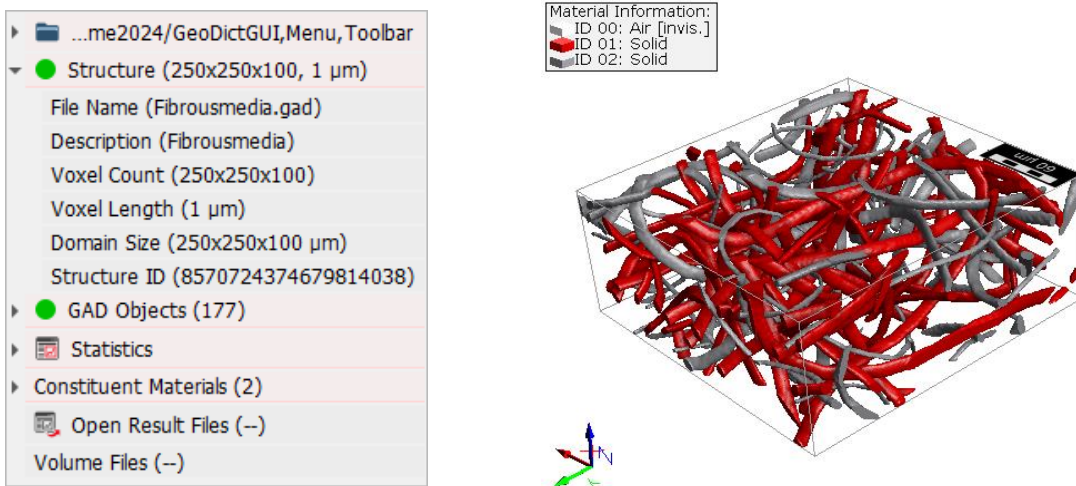 ...me2024/GeoDictGUI,Menu,Toolbar
Structure (250x250x100, 1 µm)
File Name (Fibrousmedia.gad)
Description (Fibrousmedia)
Voxel Count (250x250x100)
Voxel Length (1 µm)
Domain Size (250x250x100 µm)
Structure ID (8570724374679814038)
GAD Objects (177)
Statistics
Constituent Materials (2)
Open Result Files (--)
Volume Files (--)
Material Information:
ID 00: Air [invis.]
ID 01: Solid
ID 02: Solid
60 µm
Z